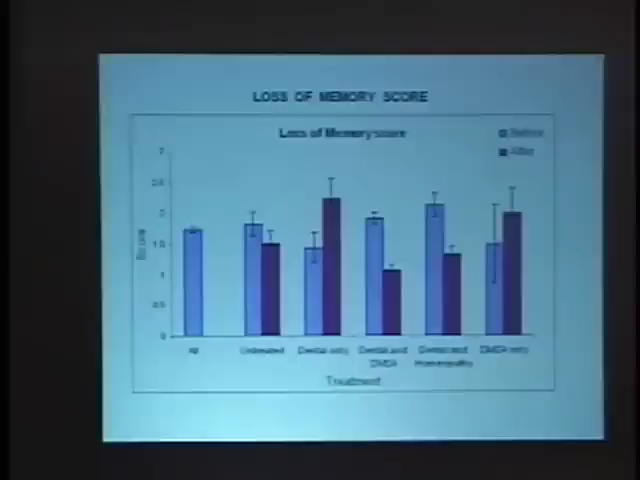 LOSS OF MEMORY SCORE
Loss of Memory score
Before
After
Score
3
2.5
2
1.5
1
0.5
0
All
Untreated
Dental only
Dental and DMSA
Dental and Homeopathy
DMSA only
Treatment